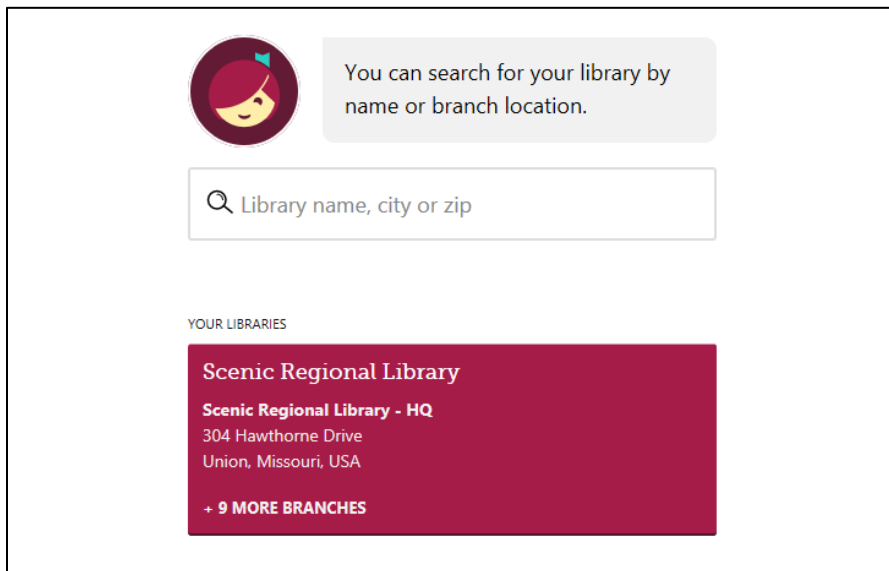 You can search for your library by
name or branch location.
Library name, city or zip
YOUR LIBRARIES
Scenic Regional Library
Scenic Regional Library - HQ
304 Hawthorne Drive
Union, Missouri, USA
+ 9 MORE BRANCHES